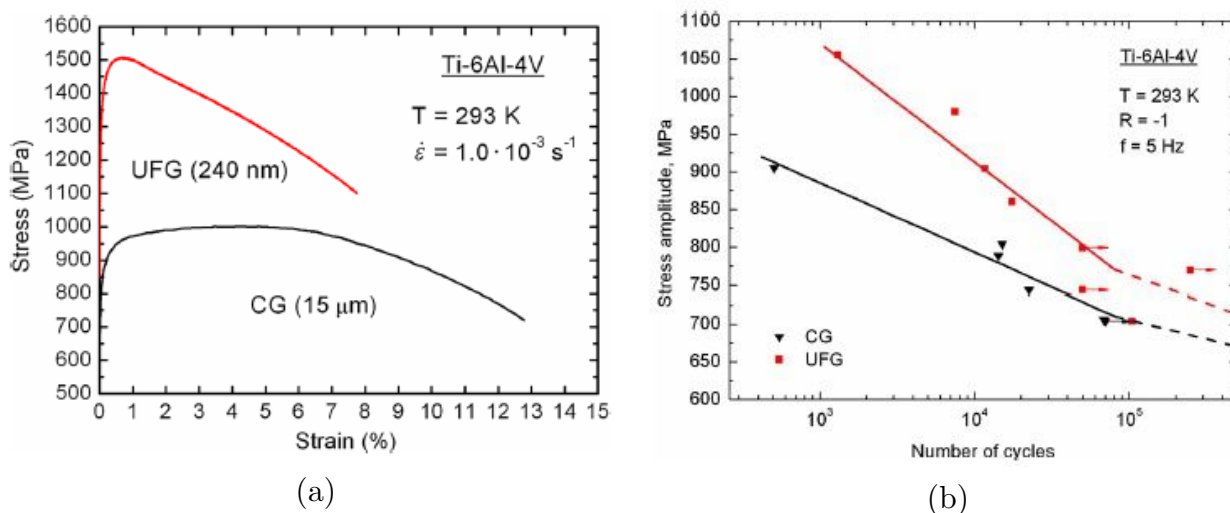 1600
1500
1400
1300
1200
1100
1000
900
800
700
600
500
Stress (MPa)
Ti-6Al-4V
T = 293 K
ε̇ = 1.0 · 10⁻³ s⁻¹
UFG (240 nm)
CG (15 μm)
0 1 2 3 4 5 6 7 8 9 10 11 12 13 14 15
Strain (%)
(a)
1100
1050
1000
950
900
850
800
750
700
650
600
Stress amplitude, MPa
Ti-6Al-4V
T = 293 K
R = -1
f = 5 Hz
CG
UFG
10³ 10⁴ 10⁵
Number of cycles
(b)